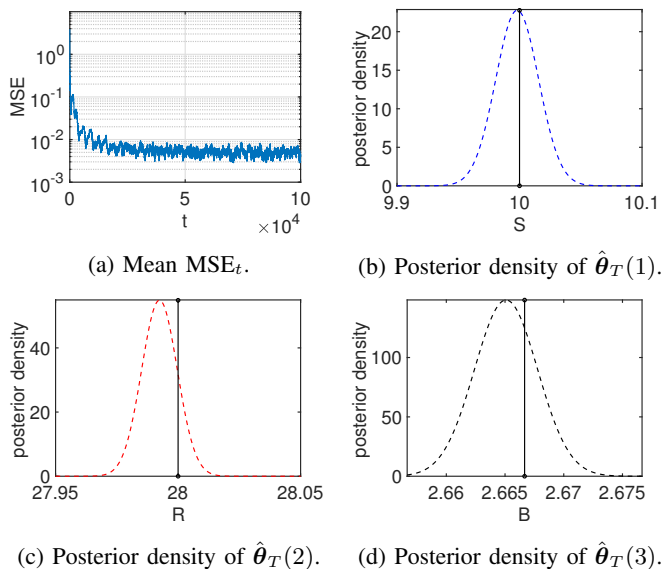 MSE
10^0
10^-1
10^-2
10^-3
0 5 10
t
×10^4
(a) Mean MSE_t.
posterior density
20
15
10
5
0
9.9 10 10.1
S
(b) Posterior density of θ̂_T(1).
posterior density
40
20
0
27.95 28 28.05
R
(c) Posterior density of θ̂_T(2).
posterior density
100
50
0
2.66 2.665 2.67 2.675
B
(d) Posterior density of θ̂_T(3).